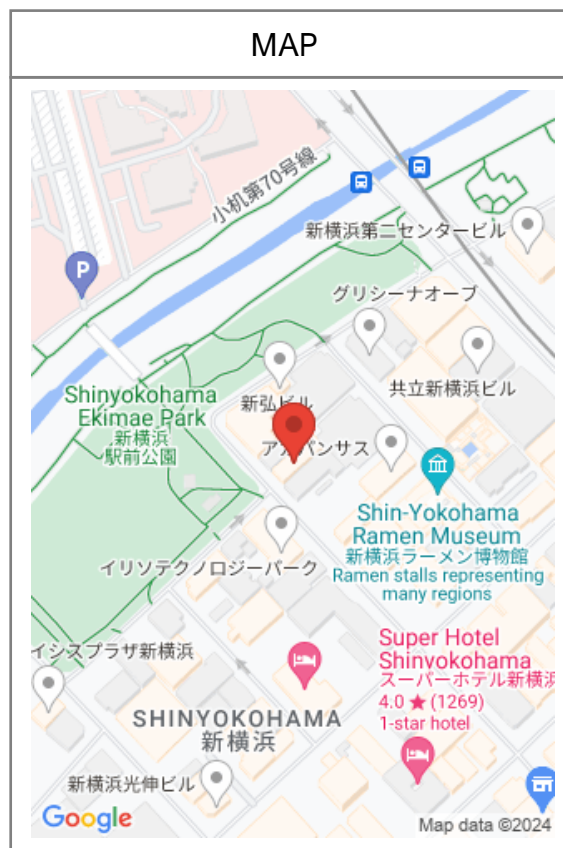 MAP
小机第70号線
新横浜第二センタービル
P
グリシーナオーブ
共立新横浜ビル
Shinyokohama
Ekimae Park
新横浜
駅前公園
新弘ビル
アルバンサス
Shin-Yokohama
Ramen Museum
新横浜ラーメン博物館
Ramen stalls representing
many regions
イリソテクノロジーパーク
イシスプラザ新横浜
Super Hotel
Shinyokohama
スーパーホテル新横浜
4.0 ★ (1269)
1-star hotel
SHINYOKOHAMA
新横浜
新横浜光伸ビル
Google
Map data ©2024